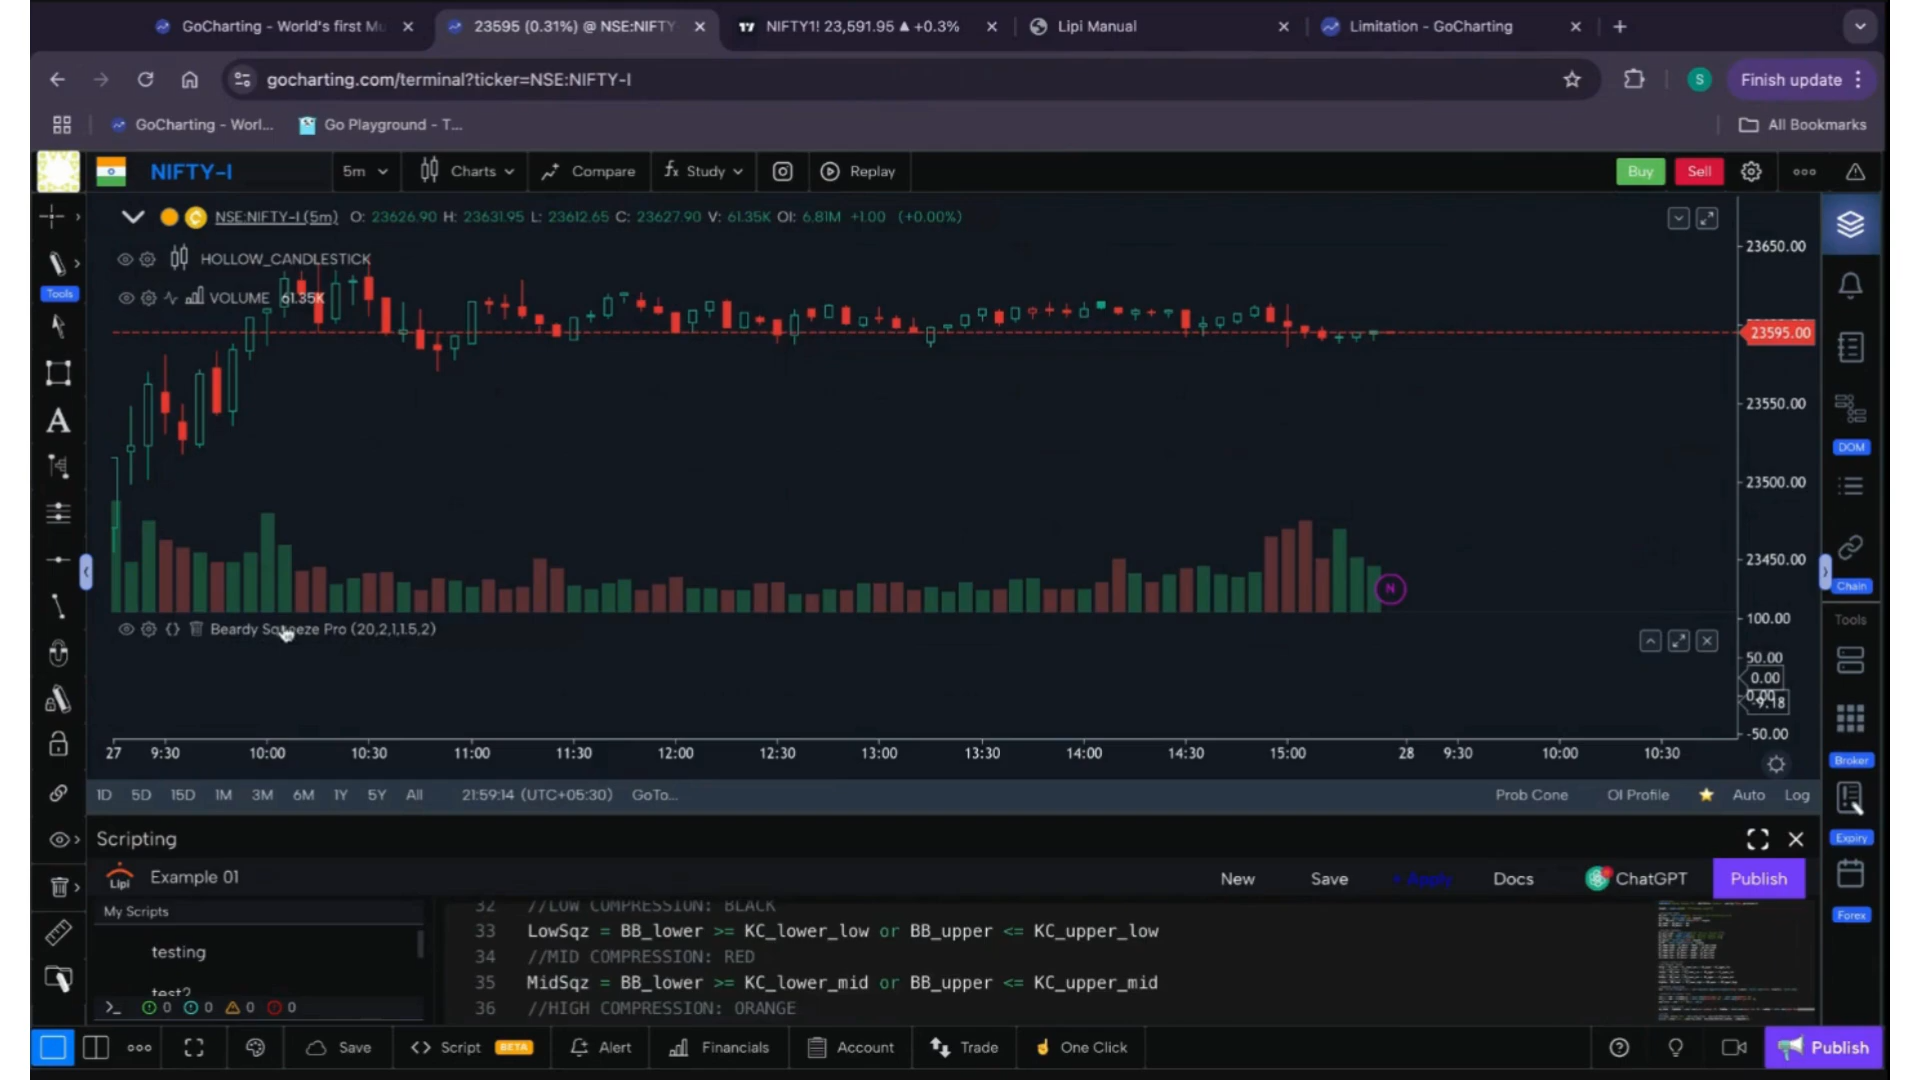 GoCharting - World's first Mu
23595 (0.31%) @ NSE:NIFTY
NIFTY1! 23,591.95 ▲ +0.3%
Lipi Manual
Limitation - GoCharting
gocharting.com/terminal?ticker=NSE:NIFTY-I
S
Finish update
GoCharting - Worl...
Go Playground - T...
All Bookmarks
NIFTY-I
5m
Charts
Compare
fx Study
Replay
Buy
Sell
C NSE:NIFTY-I (5m) O: 23626.90 H: 23631.95 L: 23612.65 C: 23627.90 V: 61.35K OI: 6.81M +1.00 (+0.00%)
HOLLOW_CANDLESTICK
VOLUME 61.35K
Tools
A
23650.00
23595.00
23550.00
23500.00
23450.00
N
Beardy Squeeze Pro (20,2,1,1.5,2)
100.00
50.00
0.00
0.00
-9.18
-50.00
27 9:30 10:00 10:30 11:00 11:30 12:00 12:30 13:00 13:30 14:00 14:30 15:00 28 9:30 10:00 10:30
1D 5D 15D 1M 3M 6M 1Y 5Y All 21:59:14 (UTC+05:30) GoTo...
Prob Cone OI Profile Auto Log
DOM
Chain
Tools
Broker
Expiry
Forex
Scripting
Lipi
Example 01
New
Save
+ Apply
Docs
ChatGPT
Publish
My Scripts
testing
test2
0 0 0 0
32 //LOW COMPRESSION: BLACK
33 LowSqz = BB_lower >= KC_lower_low or BB_upper <= KC_upper_low
34 //MID COMPRESSION: RED
35 MidSqz = BB_lower >= KC_lower_mid or BB_upper <= KC_upper_mid
36 //HIGH COMPRESSION: ORANGE
Save
Script BETA
Alert
Financials
Account
Trade
One Click
Publish